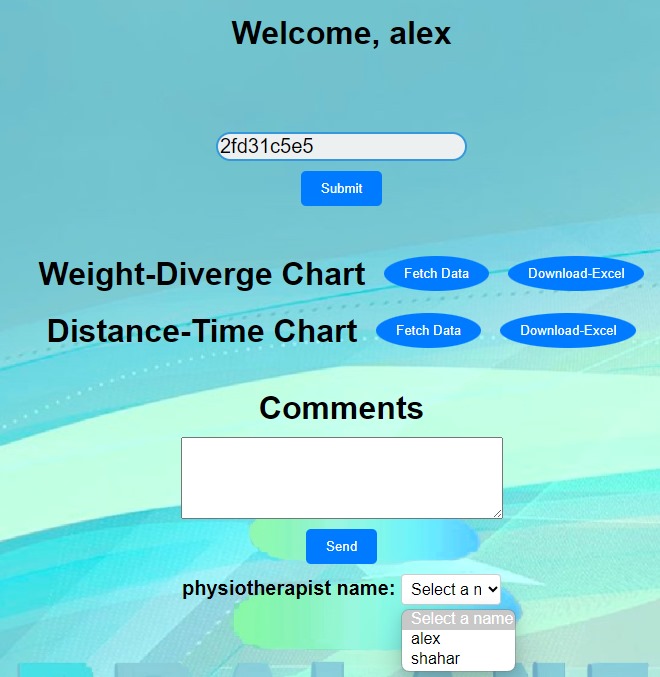 Welcome, alex
2fd31c5e5
Submit
Weight-Diverge Chart Fetch Data Download-Excel
Distance-Time Chart Fetch Data Download-Excel
Comments
Send
physiotherapist name: Select a n
Select a name
alex
shahar